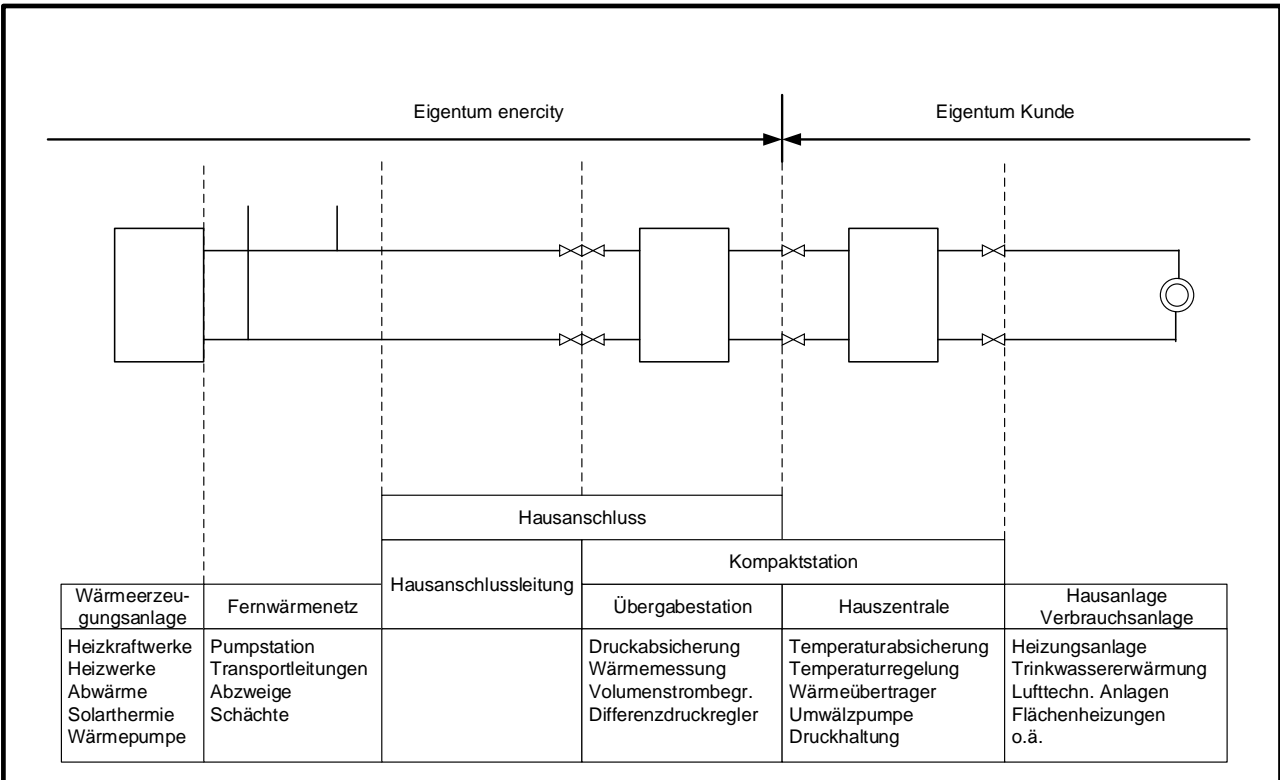 Eigentum enercity
Eigentum Kunde
Hausanschluss
Kompaktstation
Hausanschlussleitung
Wärmeerzeu-
gungsanlage
Fernwärmenetz
Übergabestation
Hauszentrale
Hausanlage
Verbrauchsanlage
Heizkraftwerke
Heizwerke
Abwärme
Solarthermie
Wärmepumpe
Pumpstation
Transportleitungen
Abzweige
Schächte
Druckabsicherung
Wärmemessung
Volumenstrombegr.
Differenzdruckregler
Temperaturabsicherung
Temperaturregelung
Wärmeübertrager
Umwälzpumpe
Druckhaltung
Heizungsanlage
Trinkwassererwärmung
Lufttechn. Anlagen
Flächenheizungen
o.ä.